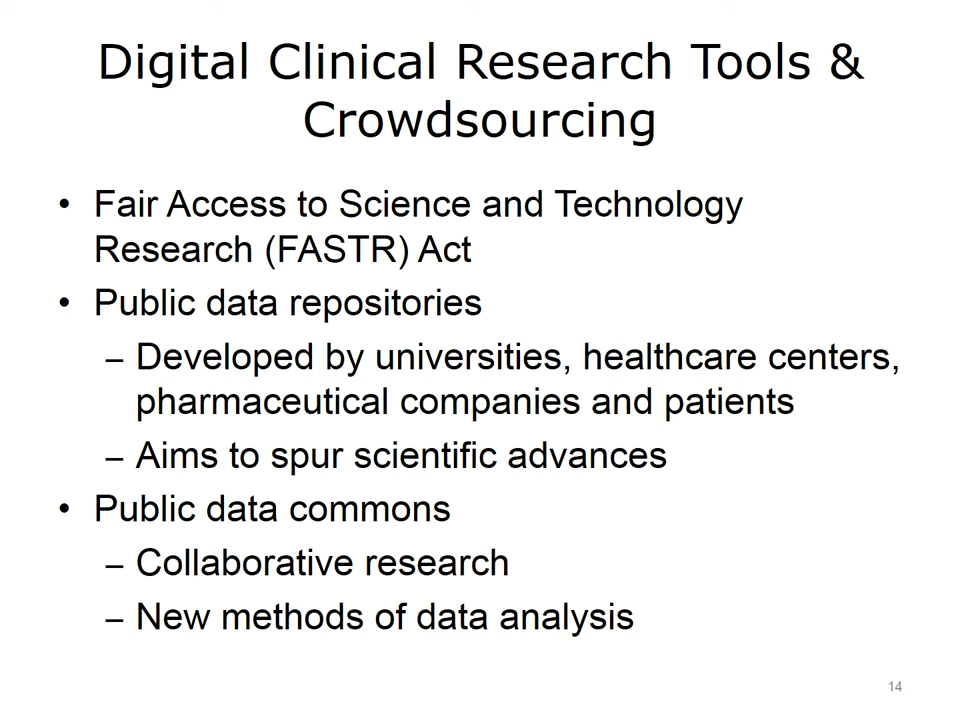 Digital Clinical Research Tools &
Crowdsourcing
• Fair Access to Science and Technology
Research (FASTR) Act
• Public data repositories
– Developed by universities, healthcare centers,
pharmaceutical companies and patients
– Aims to spur scientific advances
• Public data commons
– Collaborative research
– New methods of data analysis
14